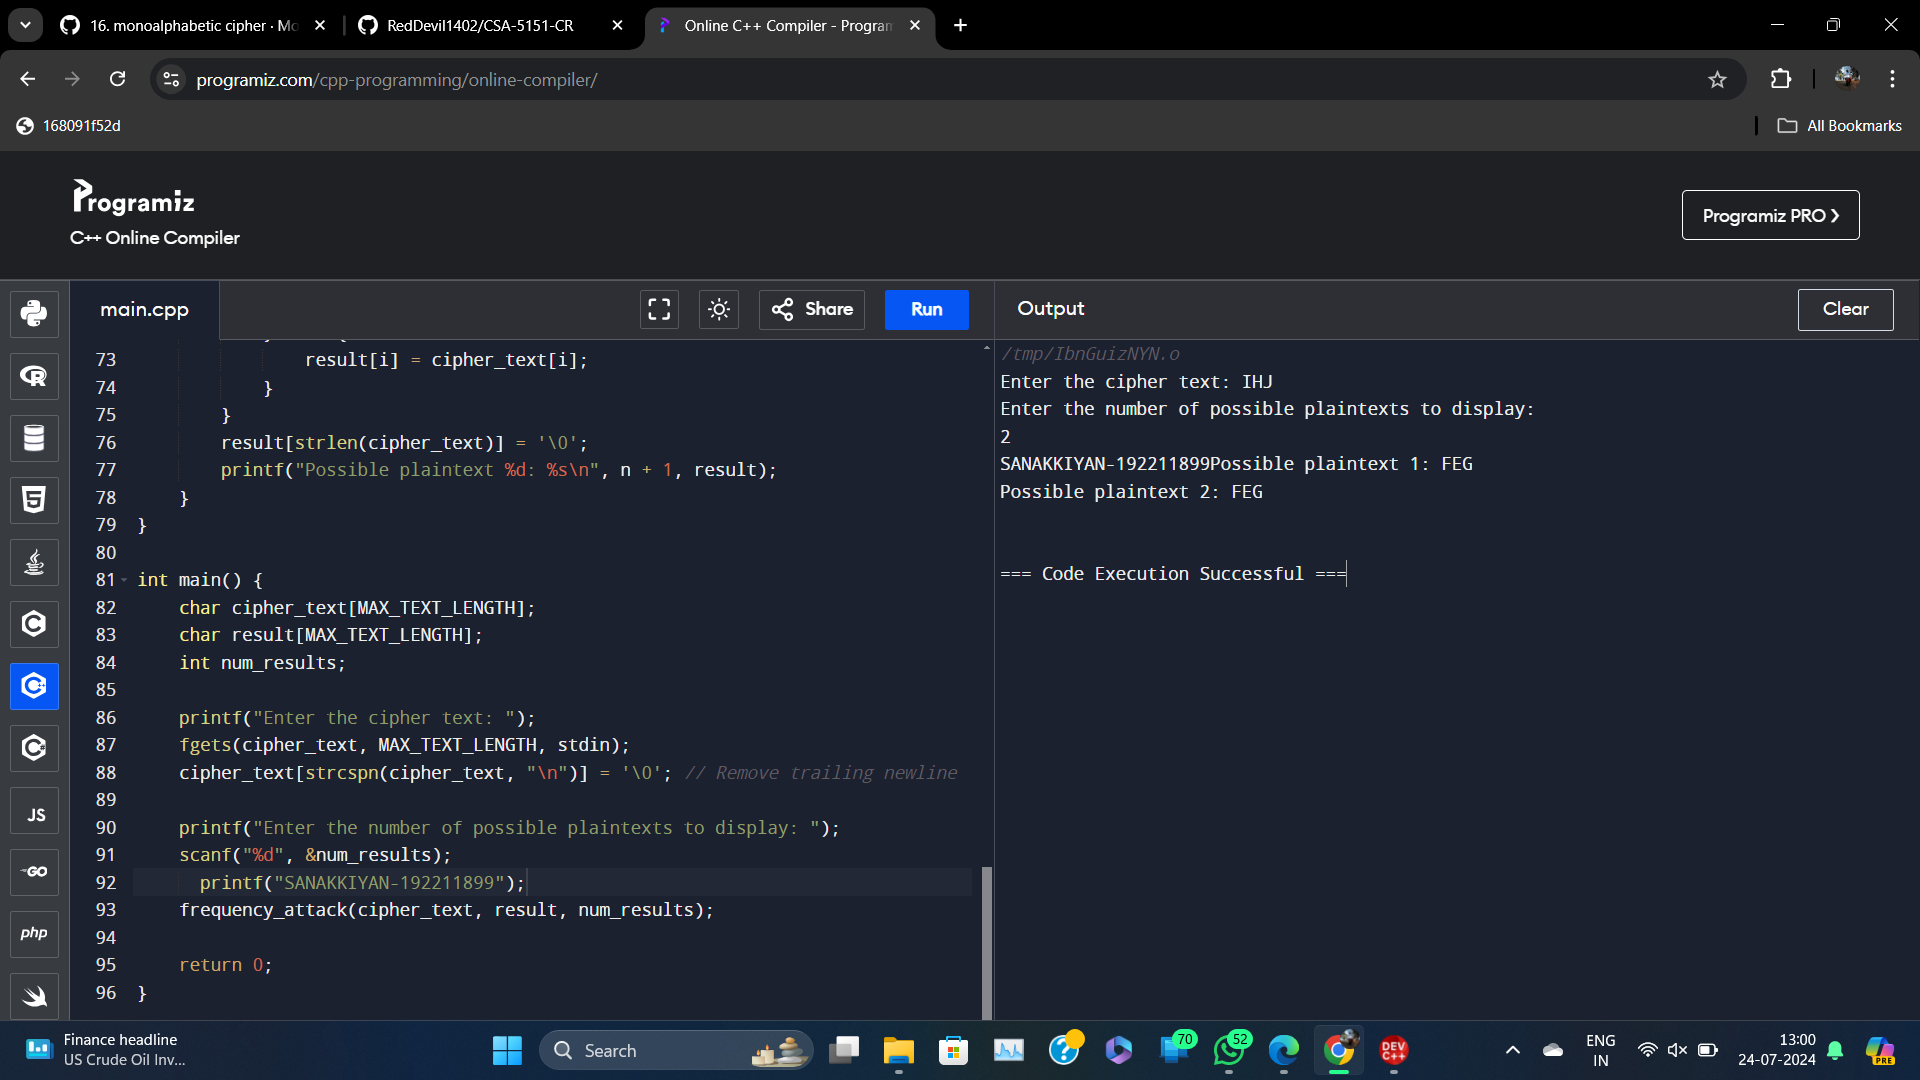 16. monoalphabetic cipher · Mo
RedDevil1402/CSA-5151-CR
Online C++ Compiler - Program
programiz.com/cpp-programming/online-compiler/
168091f52d
All Bookmarks
Programiz
C++ Online Compiler
Programiz PRO ❯
main.cpp
Share
Run
Output
Clear
73 result[i] = cipher_text[i];
74 }
75 }
76 result[strlen(cipher_text)] = '\0';
77 printf("Possible plaintext %d: %s\n", n + 1, result);
78 }
79 }
80
81 int main() {
82 char cipher_text[MAX_TEXT_LENGTH];
83 char result[MAX_TEXT_LENGTH];
84 int num_results;
85
86 printf("Enter the cipher text: ");
87 fgets(cipher_text, MAX_TEXT_LENGTH, stdin);
88 cipher_text[strcspn(cipher_text, "\n")] = '\0'; // Remove trailing newline
89
90 printf("Enter the number of possible plaintexts to display: ");
91 scanf("%d", &num_results);
92 printf("SANAKKIYAN-192211899");
93 frequency_attack(cipher_text, result, num_results);
94
95 return 0;
96 }
/tmp/IbnGuizNYN.o
Enter the cipher text: IHJ
Enter the number of possible plaintexts to display:
2
SANAKKIYAN-192211899Possible plaintext 1: FEG
Possible plaintext 2: FEG
=== Code Execution Successful ===
JS
GO
php
Finance headline
US Crude Oil Inv...
Search
70
52
DEV
C++
ENG
IN
13:00
24-07-2024
PRE